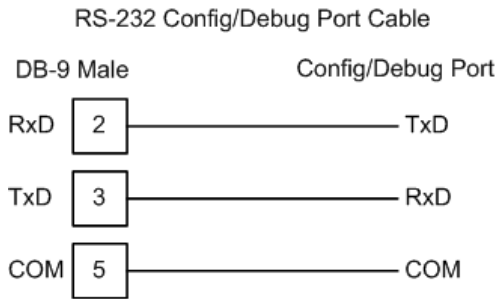 RS-232 Config/Debug Port Cable
DB-9 Male Config/Debug Port
RxD 2 TxD
TxD 3 RxD
COM 5 COM